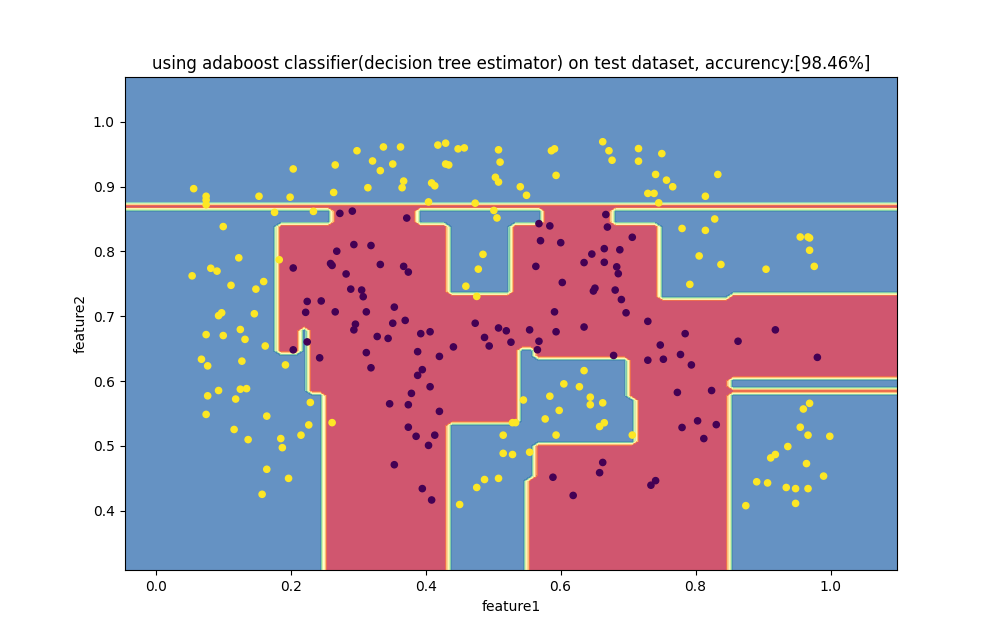 using adaboost classifier(decision tree estimator) on test dataset, accurency:[98.46%]
1.0
0.9
0.8
0.7
0.6
0.5
0.4
feature2
0.0 0.2 0.4 0.6 0.8 1.0
feature1